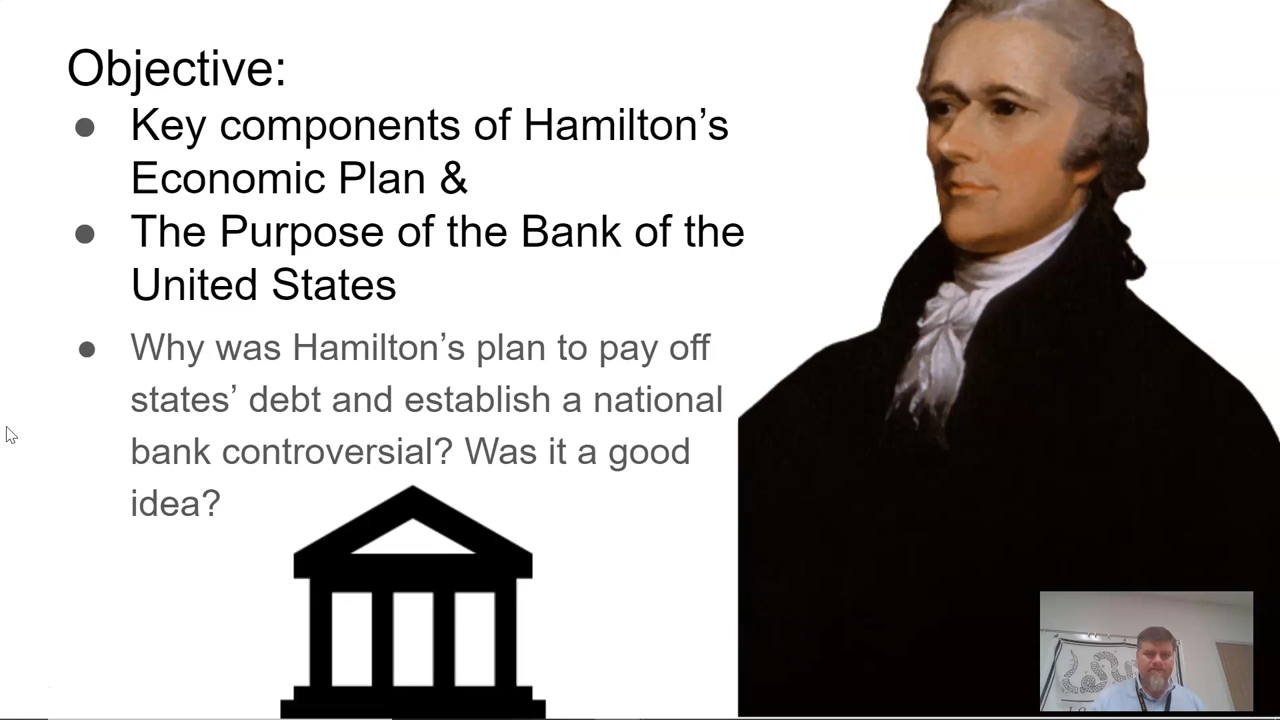 Objective:
● Key components of Hamilton’s
Economic Plan &
● The Purpose of the Bank of the
United States
● Why was Hamilton’s plan to pay off
states’ debt and establish a national
bank controversial? Was it a good
idea?